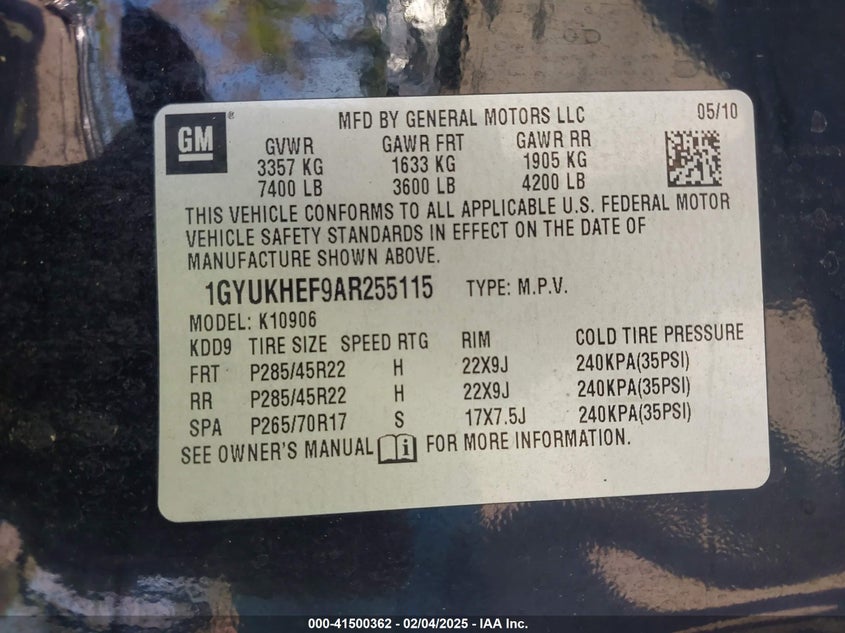 MFD BY GENERAL MOTORS LLC 05/10
GM®
GVWR GAWR FRT GAWR RR
3357 KG 1633 KG 1905 KG
7400 LB 3600 LB 4200 LB
THIS VEHICLE CONFORMS TO ALL APPLICABLE U.S. FEDERAL MOTOR
VEHICLE SAFETY STANDARDS IN EFFECT ON THE DATE OF
MANUFACTURE SHOWN ABOVE.
1GYUKHEF9AR255115 TYPE: M.P.V.
MODEL: K10906
KDD9 TIRE SIZE SPEED RTG RIM COLD TIRE PRESSURE
FRT P285/45R22 H 22X9J 240KPA(35PSI)
RR P285/45R22 H 22X9J 240KPA(35PSI)
SPA P265/70R17 S 17X7.5J 240KPA(35PSI)
SEE OWNER'S MANUAL i FOR MORE INFORMATION.
000-41500362 - 02/04/2025 - IAA Inc.